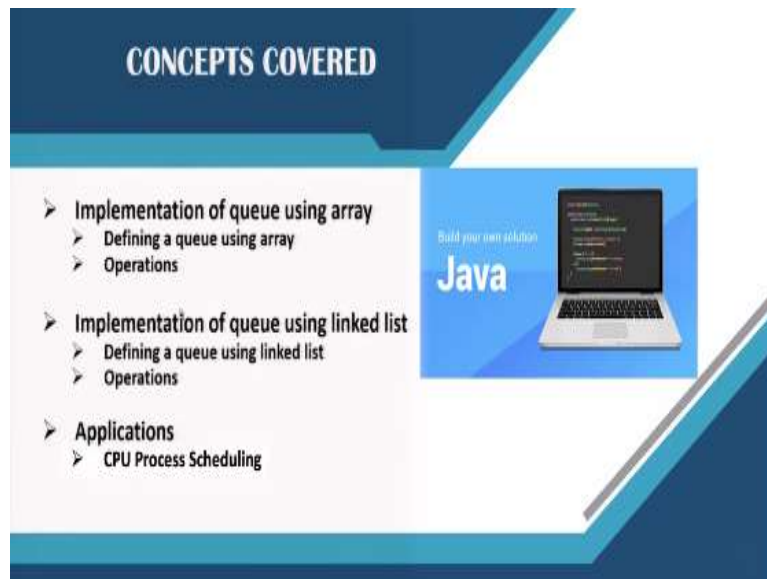 CONCEPTS COVERED
➤ Implementation of queue using array
➤ Defining a queue using array
➤ Operations
➤ Implementation of queue using linked list
➤ Defining a queue using linked list
➤ Operations
➤ Applications
➤ CPU Process Scheduling
Build your own solution
Java